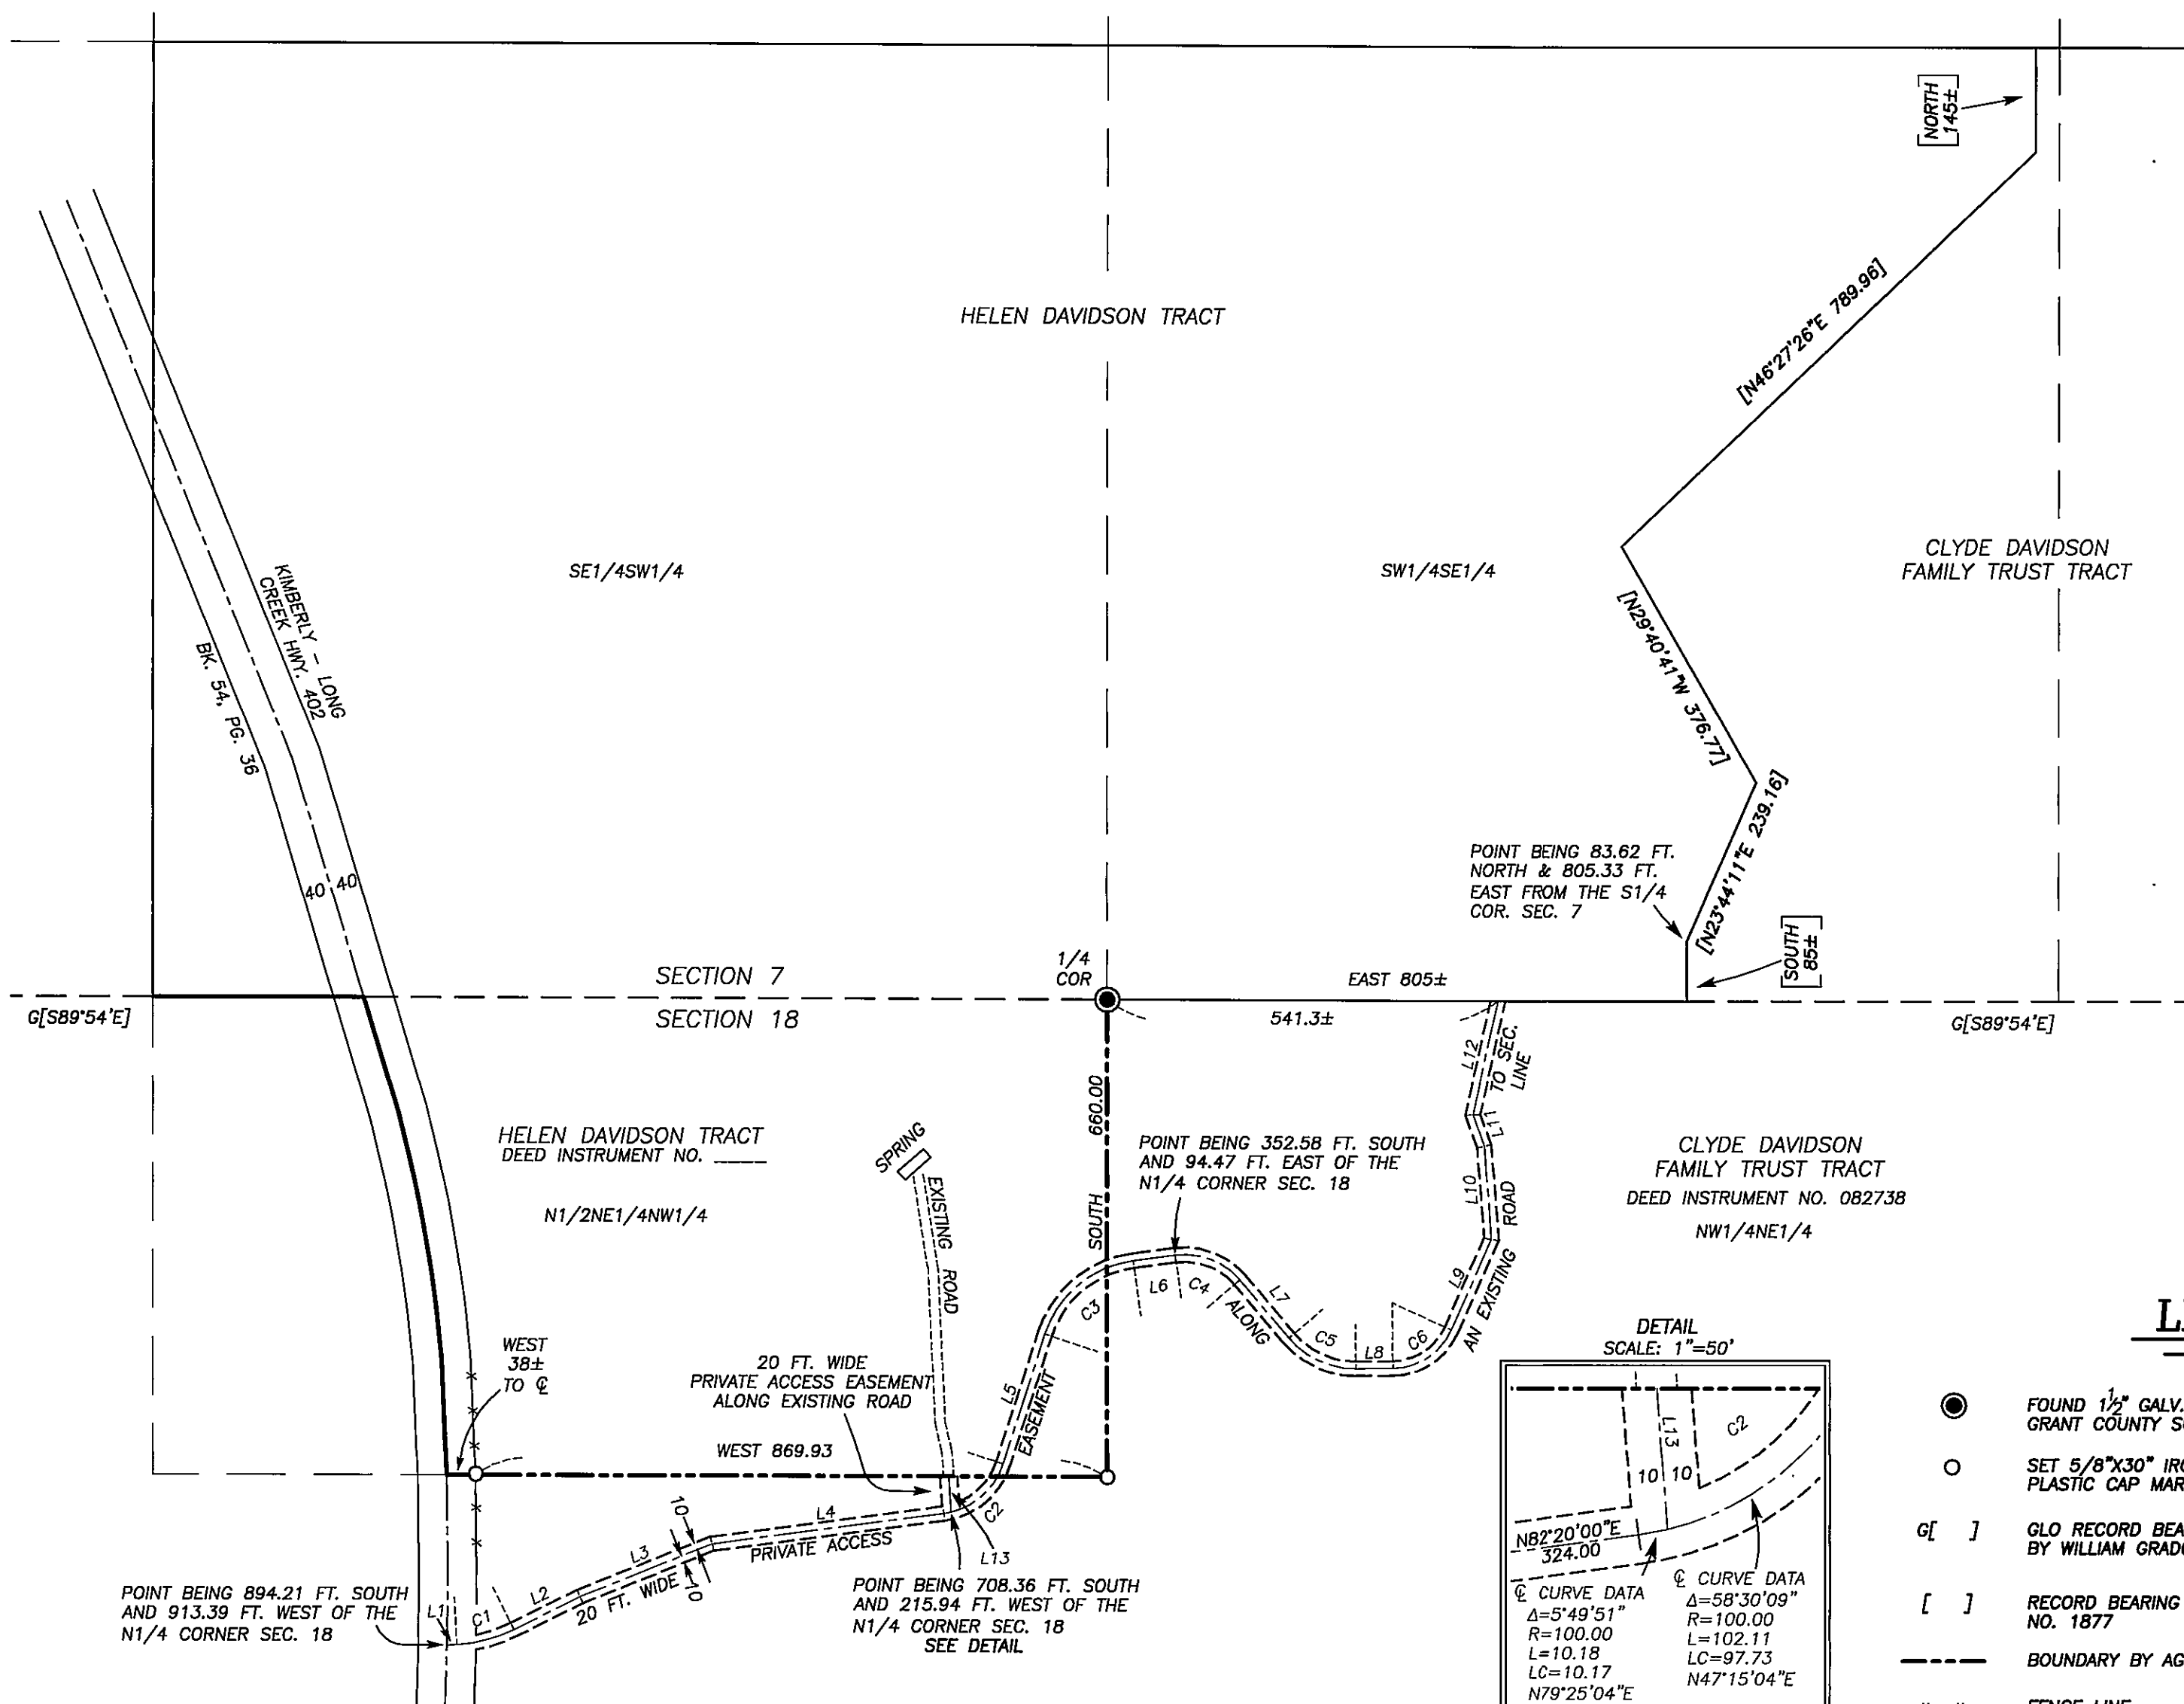 [NORTH
145±]
HELEN DAVIDSON TRACT
[N46°27'26"E 789.96]
SE1/4SW1/4
SW1/4SE1/4
CLYDE DAVIDSON
FAMILY TRUST TRACT
KIMBERLY - LONG
CREEK HWY. 402
BK. 54, PG. 36
[N29°40'41"W 376.77]
40 40
POINT BEING 83.62 FT.
NORTH & 805.33 FT.
EAST FROM THE S1/4
COR. SEC. 7
[N23°44'11"E 239.16]
[SOUTH
85±]
SECTION 7
1/4
COR
EAST 805±
G[S89°54'E]
SECTION 18
541.3±
G[S89°54'E]
L12
TO SEC.
LINE
660.00
SOUTH
L11
HELEN DAVIDSON TRACT
DEED INSTRUMENT NO. _____
SPRING
EXISTING ROAD
POINT BEING 352.58 FT. SOUTH
AND 94.47 FT. EAST OF THE
N1/4 CORNER SEC. 18
CLYDE DAVIDSON
FAMILY TRUST TRACT
DEED INSTRUMENT NO. 082738
NW1/4NE1/4
L10
N1/2NE1/4NW1/4
C3
L6
C4
L7
C5
L8
C6
L9
ALONG
AN EXISTING
ROAD
WEST
38±
TO ℄
20 FT. WIDE
PRIVATE ACCESS EASEMENT
ALONG EXISTING ROAD
WEST 869.93
L5
EASEMENT
C2
L13
L4
PRIVATE ACCESS
10
10
L3
20 FT. WIDE
L2
C1
L1
POINT BEING 894.21 FT. SOUTH
AND 913.39 FT. WEST OF THE
N1/4 CORNER SEC. 18
POINT BEING 708.36 FT. SOUTH
AND 215.94 FT. WEST OF THE
N1/4 CORNER SEC. 18
SEE DETAIL
DETAIL
SCALE: 1"=50'
L13
C2
10 10
N82°20'00"E
324.00
℄ CURVE DATA
Δ=5°49'51"
R=100.00
L=10.18
LC=10.17
N79°25'04"E
℄ CURVE DATA
Δ=58°30'09"
R=100.00
L=102.11
LC=97.73
N47°15'04"E
FOUND 1½" GALV.
GRANT COUNTY
SET 5/8"X30"
PLASTIC CAP
G[ ]
GLO RECORD
BY WILLIAM
[ ]
RECORD BEARING
NO. 1877
BOUNDARY BY